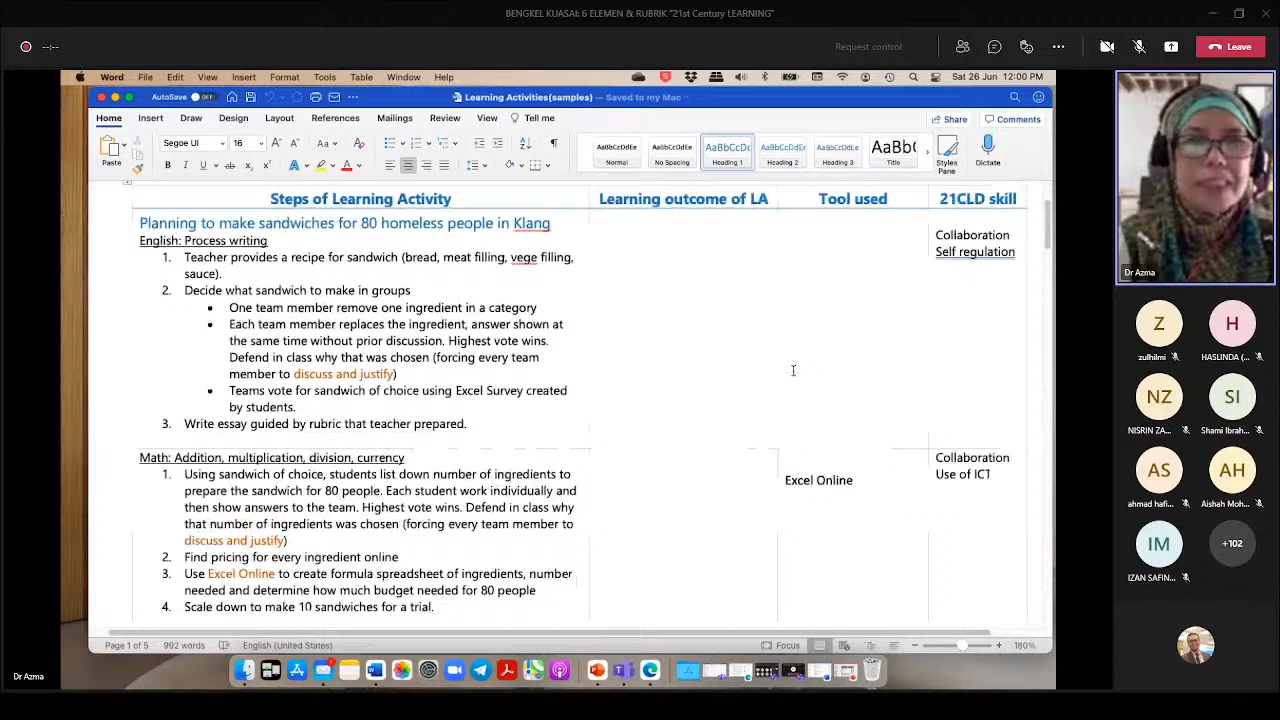 BENGKEL KUASAI: 6 ELEMEN & RUBRIK "21st Century LEARNING"
--:--
Request control
Leave
Word File Edit View Insert Format Tools Table Window Help
Sat 26 Jun 12:00 PM
AutoSave OFF
Learning Activities(samples) — Saved to my Mac
Home Insert Draw Design Layout References Mailings Review View Tell me
Share Comments
Paste
Segoe UI 16
AaBbCcDdEe AaBbCcDdEe AaBbCcDc AaBbCcDdEe AaBbCcDdEe AaBb(
Normal No Spacing Heading 1 Heading 2 Heading 3 Title
Styles Pane
Dictate
Steps of Learning Activity Learning outcome of LA Tool used 21CLD skill
Planning to make sandwiches for 80 homeless people in Klang
English: Process writing
1. Teacher provides a recipe for sandwich (bread, meat filling, vege filling,
sauce).
2. Decide what sandwich to make in groups
• One team member remove one ingredient in a category
• Each team member replaces the ingredient, answer shown at
the same time without prior discussion. Highest vote wins.
Defend in class why that was chosen (forcing every team
member to discuss and justify)
• Teams vote for sandwich of choice using Excel Survey created
by students.
3. Write essay guided by rubric that teacher prepared.
Collaboration
Self regulation
Math: Addition, multiplication, division, currency
1. Using sandwich of choice, students list down number of ingredients to
prepare the sandwich for 80 people. Each student work individually and
then show answers to the team. Highest vote wins. Defend in class why
that number of ingredients was chosen (forcing every team member to
discuss and justify)
2. Find pricing for every ingredient online
3. Use Excel Online to create formula spreadsheet of ingredients, number
needed and determine how much budget needed for 80 people
4. Scale down to make 10 sandwiches for a trial.
Excel Online
Collaboration
Use of ICT
Page 1 of 5 992 words English (United States)
Focus
180%
Dr Azma
Dr Azma
Z H
zulhilmi HASLINDA (...
NZ SI
NISRIN ZA... Shami Ibrah...
AS AH
ahmad hafi... Aishah Moh...
IM +102
IZAN SAFIN...